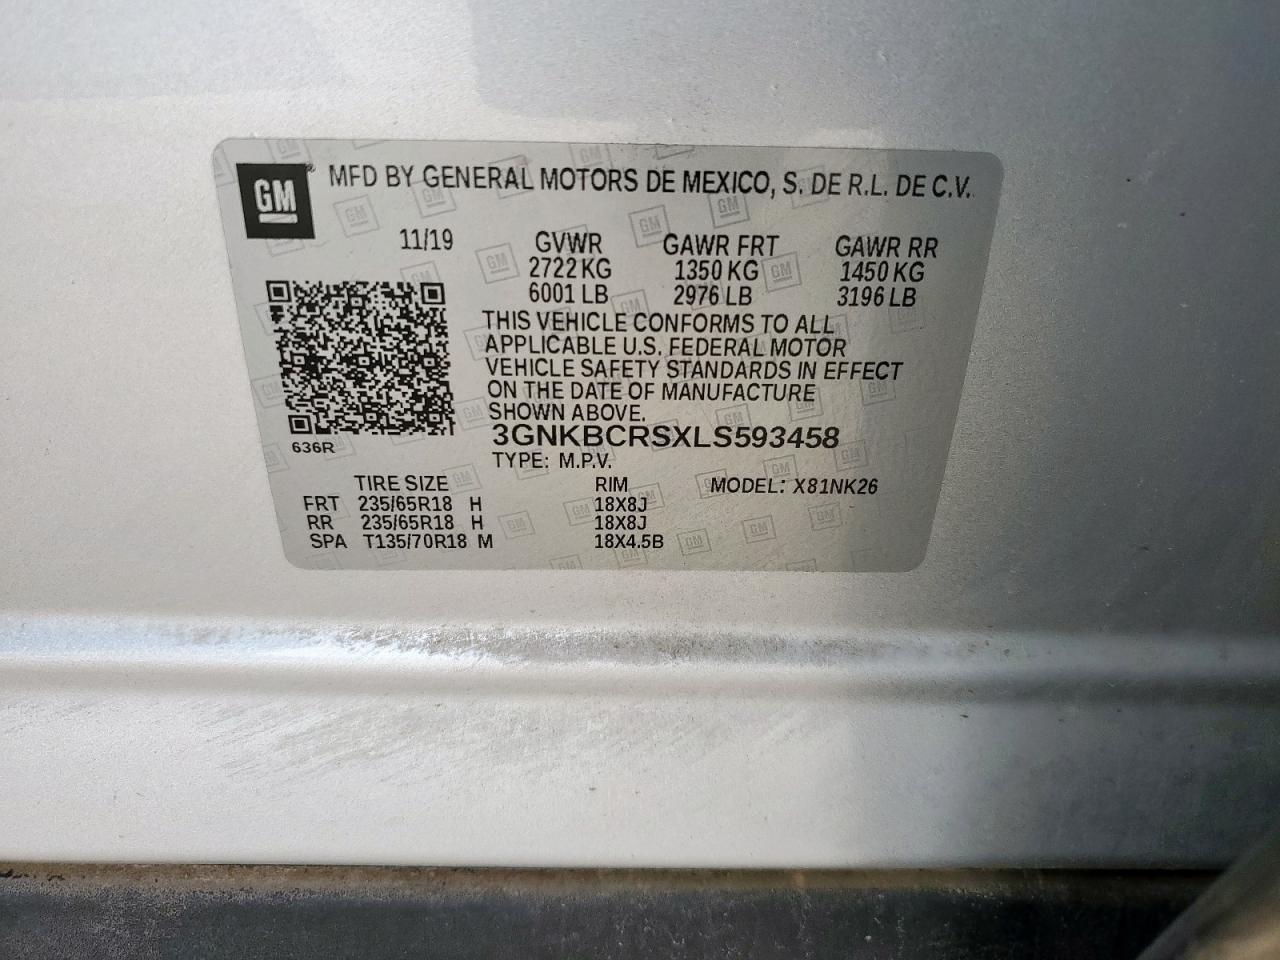 GM ® MFD BY GENERAL MOTORS DE MEXICO, S. DE R.L. DE C.V.
11/19 GVWR GAWR FRT GAWR RR
2722 KG 1350 KG 1450 KG
6001 LB 2976 LB 3196 LB
THIS VEHICLE CONFORMS TO ALL
APPLICABLE U.S. FEDERAL MOTOR
VEHICLE SAFETY STANDARDS IN EFFECT
ON THE DATE OF MANUFACTURE
SHOWN ABOVE.
3GNKBCRSXLS593458
636R
TYPE: M.P.V.
TIRE SIZE RIM MODEL: X81NK26
FRT 235/65R18 H 18X8J
RR 235/65R18 H 18X8J
SPA T135/70R18 M 18X4.5B